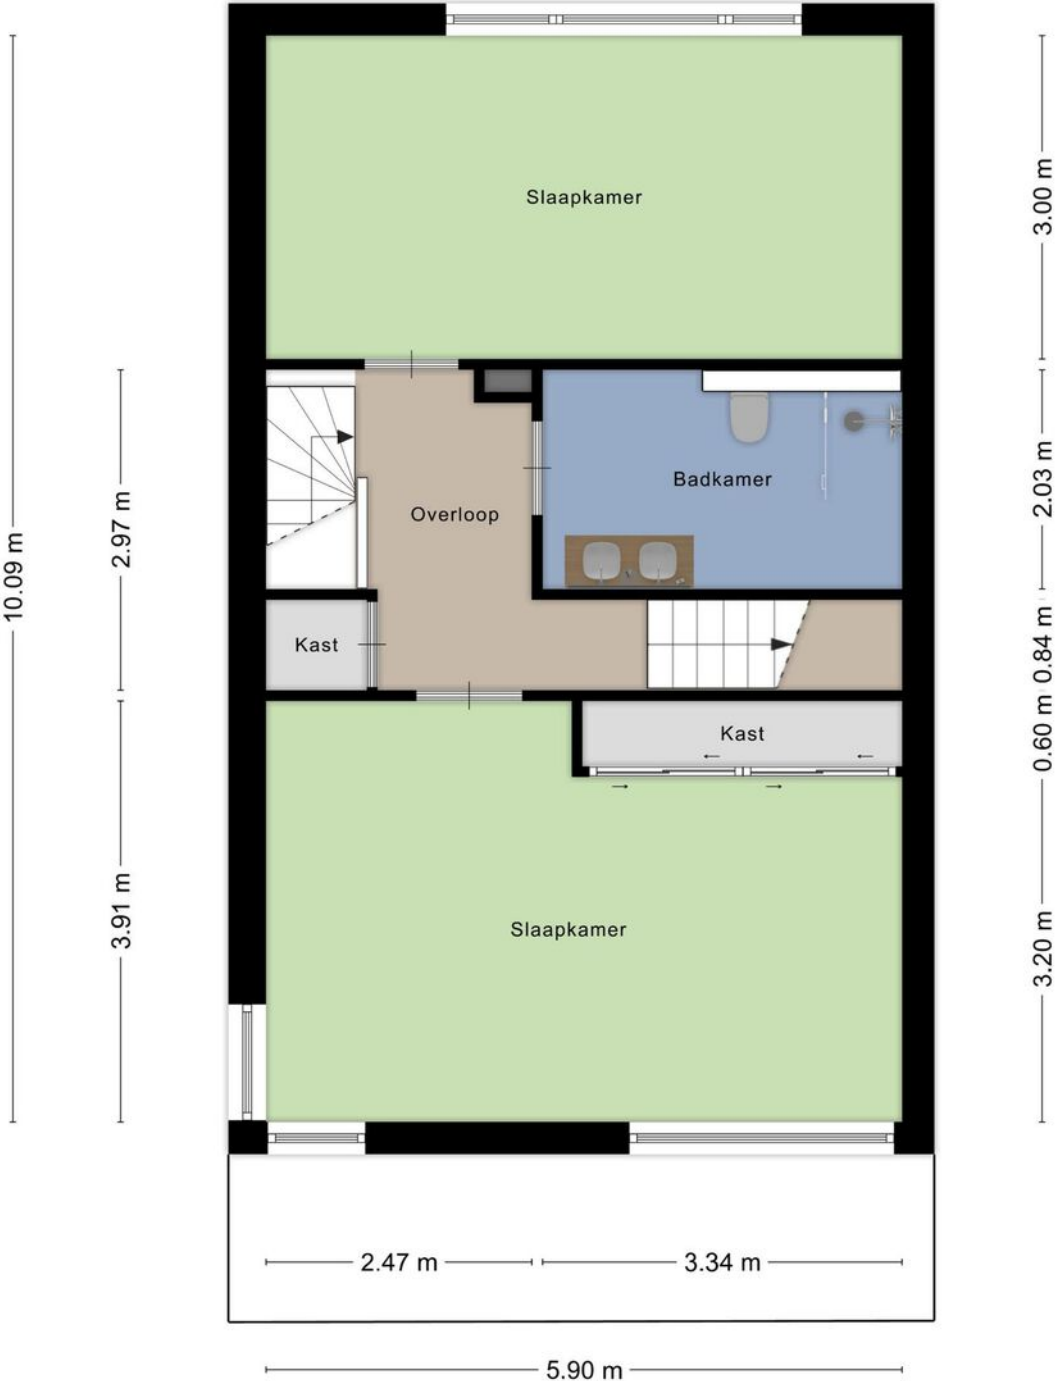 Slaapkamer
3.00 m
10.09 m
2.97 m
Overloop
Badkamer
2.03 m
Kast
0.84 m
Kast
0.60 m
Slaapkamer
3.91 m
3.20 m
2.47 m
3.34 m
5.90 m